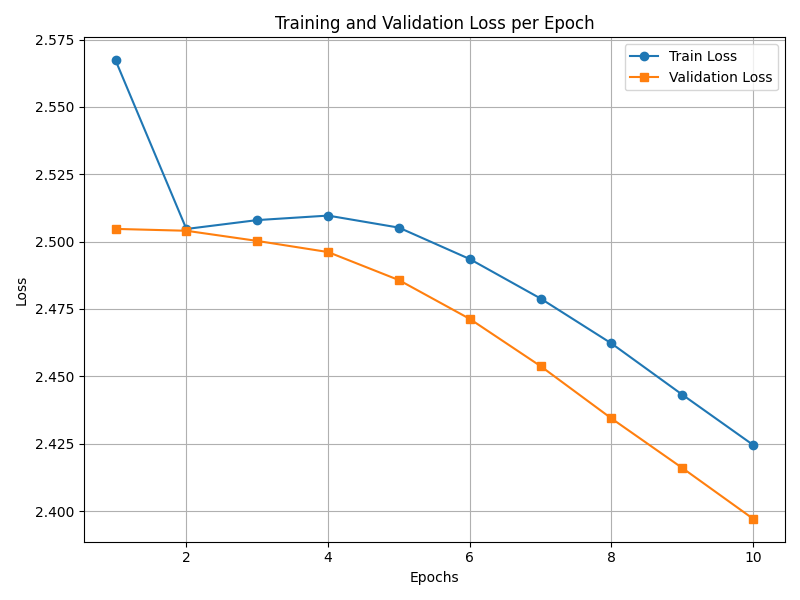 Training and Validation Loss per Epoch
Train Loss
Validation Loss
2.575
2.550
2.525
2.500
2.475
2.450
2.425
2.400
Loss
2
4
6
8
10
Epochs